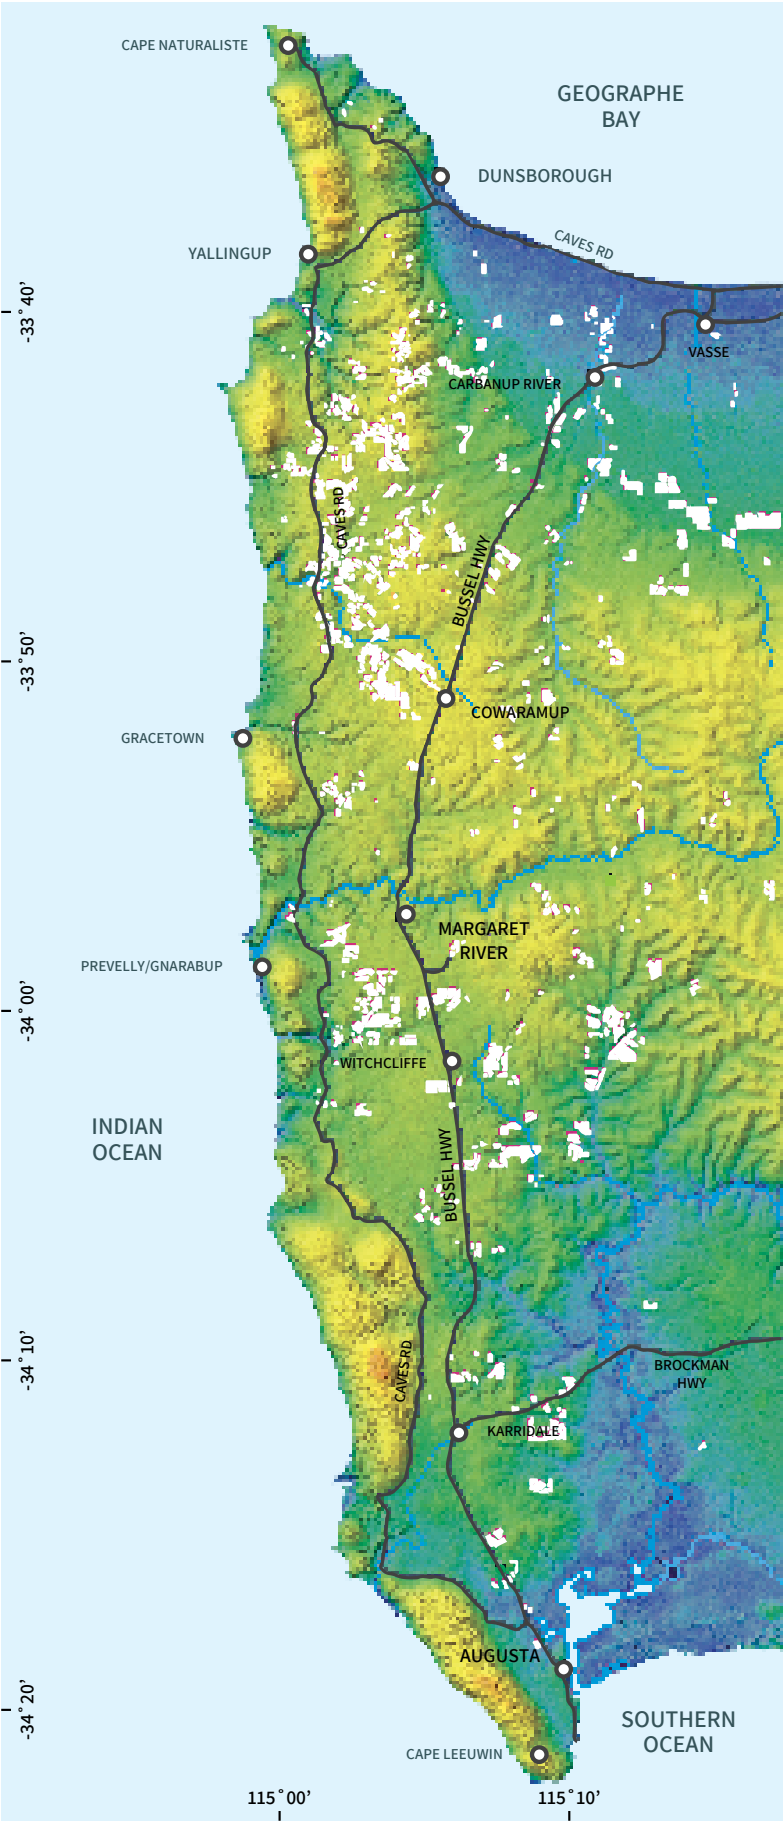 CAPE NATURALISTE
GEOGRAPHE
BAY
DUNSBOROUGH
CAVES RD
YALLINGUP
-33°40'
VASSE
CARBANUP RIVER
CAVES RD
BUSSEL HWY
-33°50'
COWARAMUP
GRACETOWN
MARGARET
RIVER
PREVELLY/GNARABUP
-34°00'
WITCHCLIFFE
INDIAN
OCEAN
BUSSEL HWY
-34°10'
CAVES RD
BROCKMAN
HWY
KARRIDALE
AUGUSTA
-34°20'
SOUTHERN
OCEAN
CAPE LEEUWIN
115°00'
115°10'